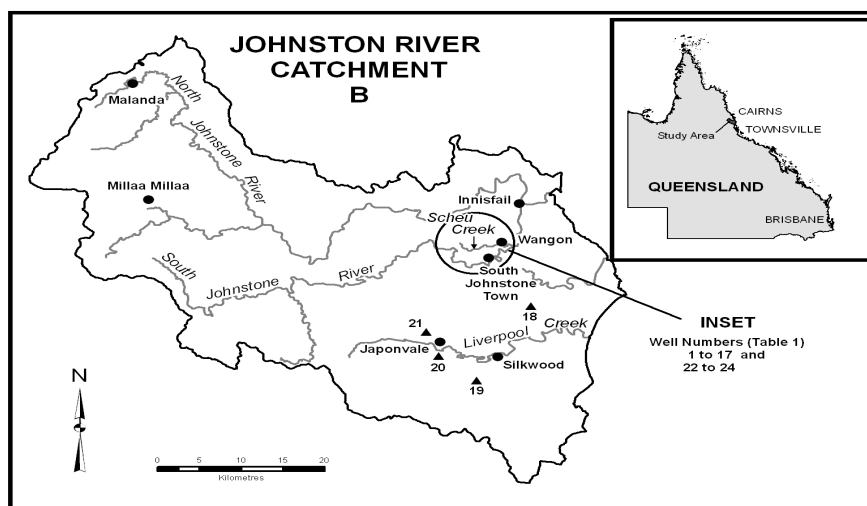 JOHNSTON RIVER
CATCHMENT
B
Malanda
North
Johnstone
River
Millaa Millaa
South
Johnstone
River
Innisfail
Scheu
Creek
Wangon
South
Johnstone
Town
18
21
Liverpool Creek
Japonvale
20
Silkwood
19
N
0 5 10 15 20
Kilometres
CAIRNS
Study Area
TOWNSVILLE
QUEENSLAND
BRISBANE
INSET
Well Numbers (Table 1)
1 to 17 and
22 to 24